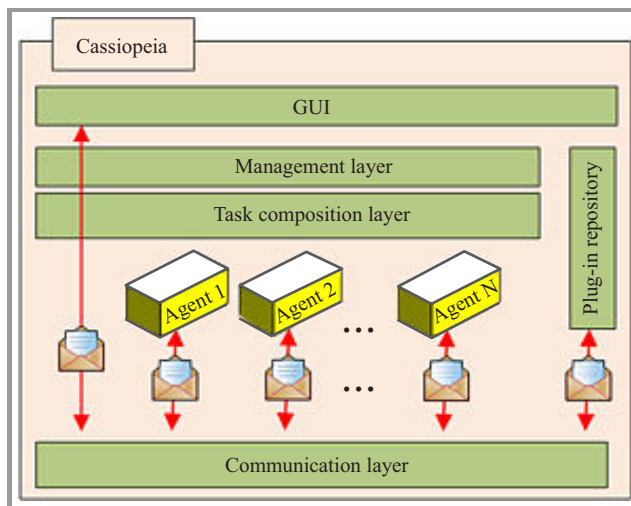 Cassiopeia
GUI
Management layer
Task composition layer
Plug-in repository
Agent 1
Agent 2
...
Agent N
...
Communication layer